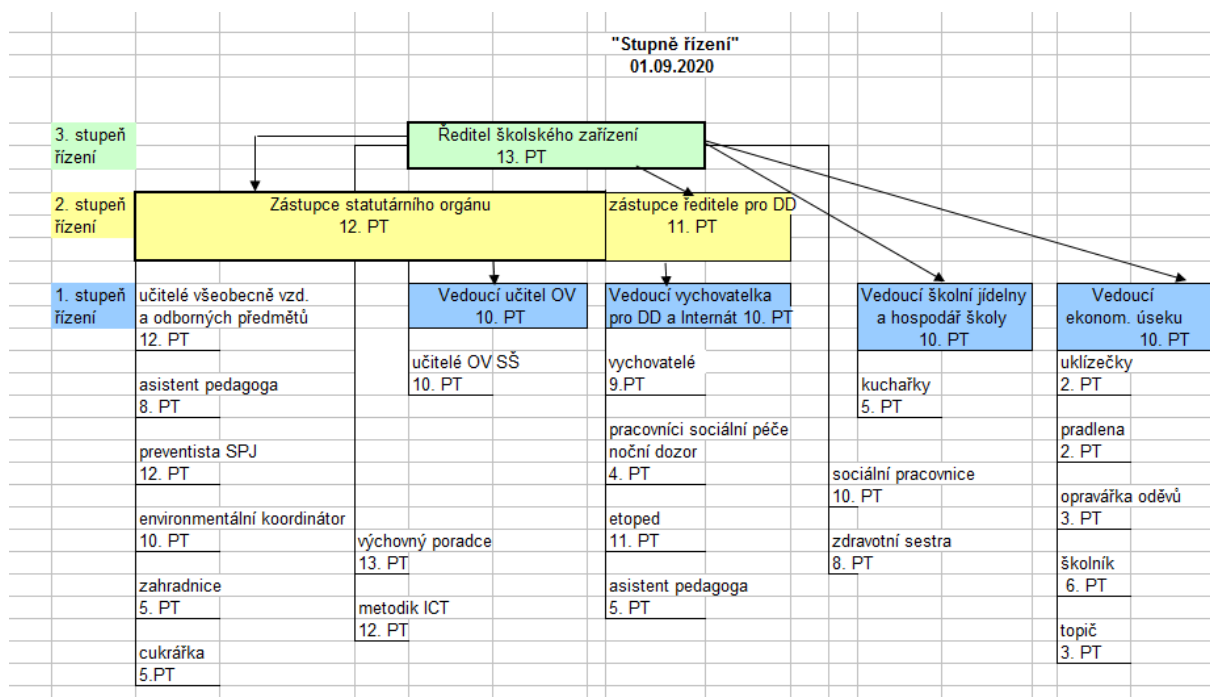 "Stupně řízení"
01.09.2020
3. stupeň
řízení
Ředitel školského zařízení
13. PT
2. stupeň
řízení
Zástupce statutárního orgánu
12. PT
zástupce ředitele pro DD
11. PT
1. stupeň
řízení
učitelé všeobecně vzd.
a odborných předmětů
12. PT
asistent pedagoga
8. PT
preventista SPJ
12. PT
environmentální koordinátor
10. PT
zahradnice
5. PT
cukrářka
5.PT
výchovný poradce
13. PT
metodik ICT
12. PT
Vedoucí učitel OV
10. PT
učitelé OV SŠ
10. PT
Vedoucí vychovatelka
pro DD a Internát 10. PT
vychovatelé
9.PT
pracovníci sociální péče
noční dozor
4. PT
etoped
11. PT
asistent pedagoga
5. PT
sociální pracovnice
10. PT
zdravotní sestra
8. PT
Vedoucí školní jídelny
a hospodář školy
10. PT
kuchařky
5. PT
Vedoucí
ekonom. úseku
10. PT
uklízečky
2. PT
pradlena
2. PT
opravářka oděvů
3. PT
školník
6. PT
topič
3. PT